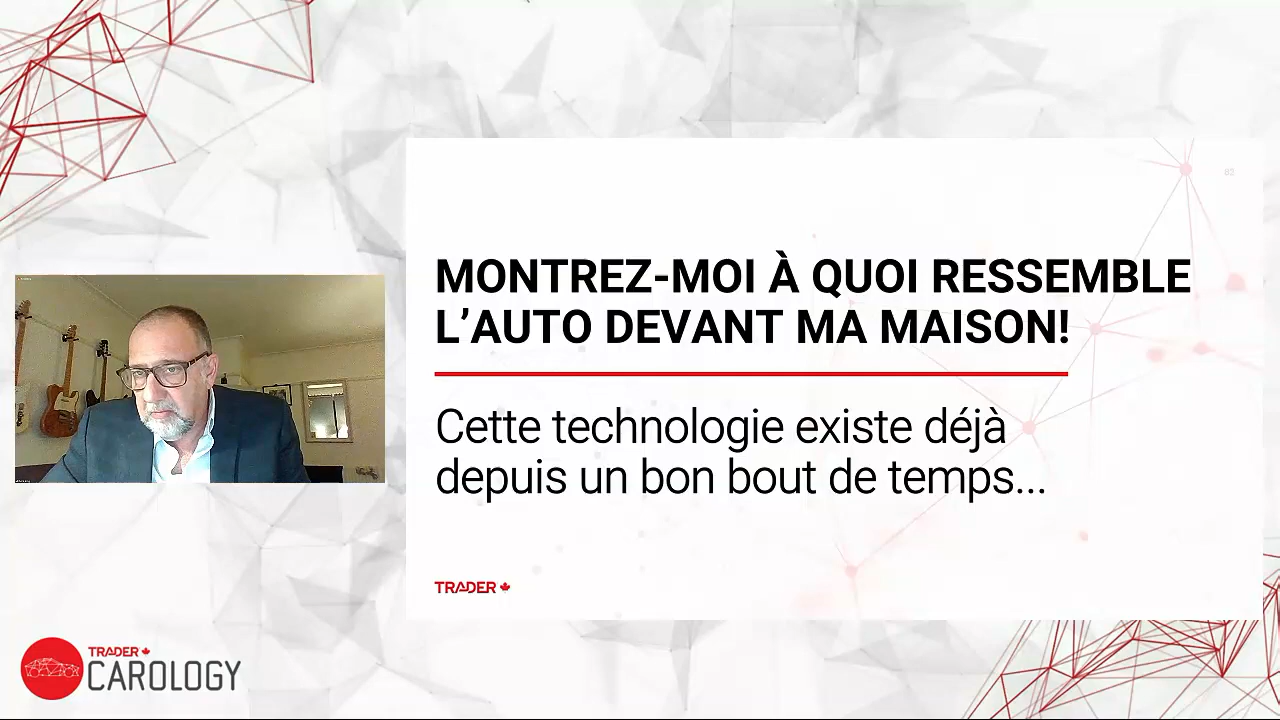 02
MONTREZ-MOI À QUOI RESSEMBLE
L’AUTO DEVANT MA MAISON!
Cette technologie existe déjà
depuis un bon bout de temps...
TRADER
TRADER
CAROLOGY